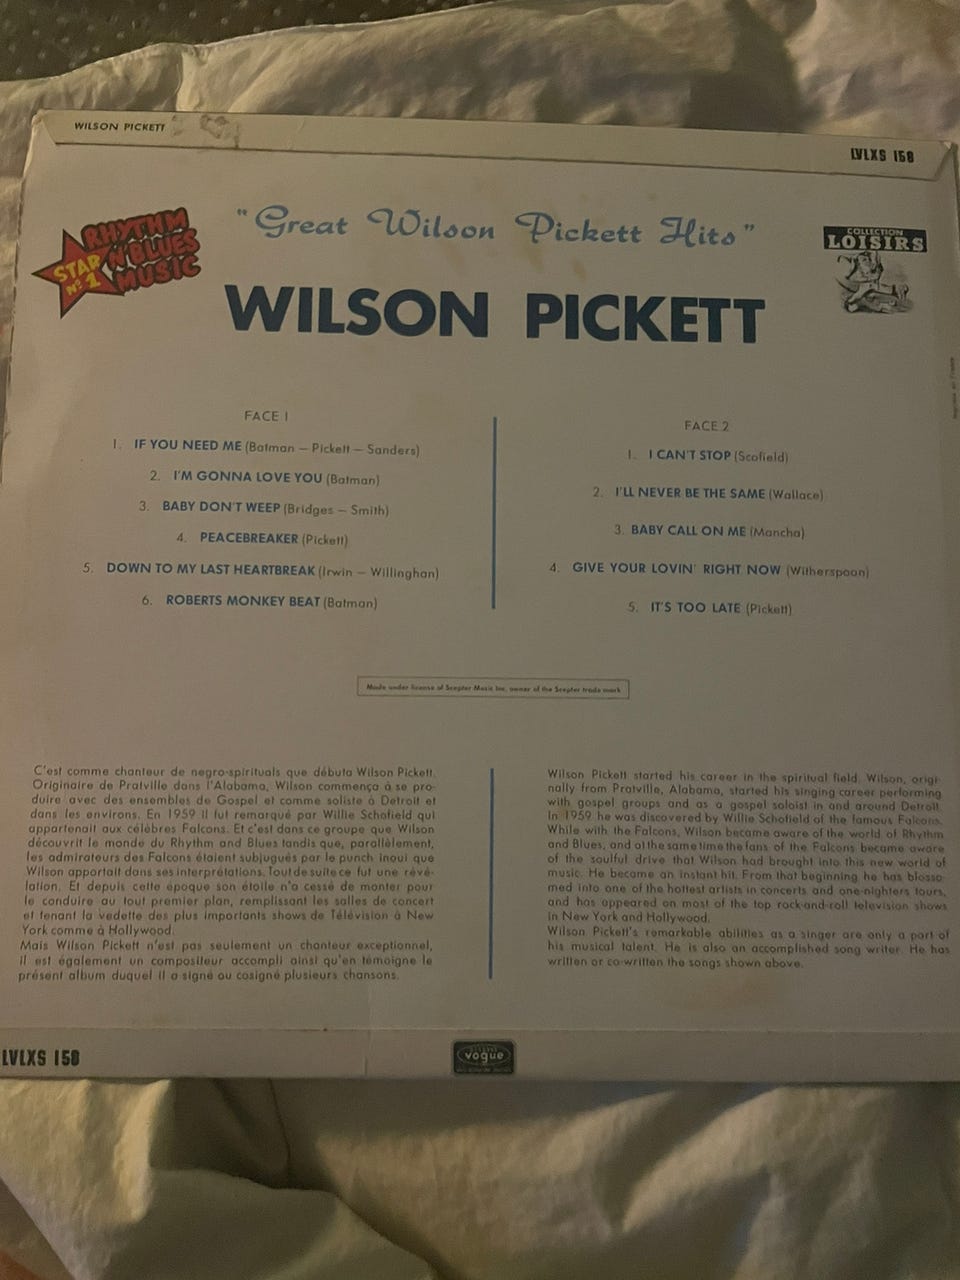 WILSON PICKETT
LVLXS 158
RHYTHM
N'BLUES
MUSIC
STAR
N° 1
"Great Wilson Pickett Hits"
COLLECTION
LOISIRS
WILSON PICKETT
FACE 1
1. IF YOU NEED ME (Batman – Pickett – Sanders)
2. I'M GONNA LOVE YOU (Batman)
3. BABY DON'T WEEP (Bridges – Smith)
4. PEACEBREAKER (Pickett)
5. DOWN TO MY LAST HEARTBREAK (Irwin – Willinghan)
6. ROBERTS MONKEY BEAT (Batman)
FACE 2
1. I CAN'T STOP (Scofield)
2. I'LL NEVER BE THE SAME (Wallace)
3. BABY CALL ON ME (Mancha)
4. GIVE YOUR LOVIN' RIGHT NOW (Witherspoon)
5. IT'S TOO LATE (Pickett)
Made under license of Scepter Music Inc. owner of the Scepter trade mark
C'est comme chanteur de negro-spirituals que débuta Wilson Pickett.
Originaire de Pratville dans l'Alabama, Wilson commença à se pro-
duire avec des ensembles de Gospel et comme soliste à Detroit et
dans les environs. En 1959 il fut remarqué par Willie Schofield qui
appartenait aux célèbres Falcons. Et c'est dans ce groupe que Wilson
découvrit le monde du Rhythm and Blues tandis que, parallèlement,
les admirateurs des Falcons étaient subjugués par le punch inoui que
Wilson apportait dans ses interprétations. Tout de suite ce fut une révé-
lation. Et depuis cette époque son étoile n'a cessé de monter pour
le conduire au tout premier plan, remplissant les salles de concert
et tenant la vedette des plus importants shows de Télévision à New
York comme à Hollywood.
Mais Wilson Pickett n'est pas seulement un chanteur exceptionnel,
il est également un compositeur accompli ainsi qu'en témoigne le
présent album duquel il a signé ou cosigné plusieurs chansons.
Wilson Pickett started his career in the spiritual field. Wilson, origi-
nally from Pratville, Alabama, started his singing career performing
with gospel groups and as a gospel soloist in and around Detroit.
In 1959 he was discovered by Willie Schofield of the famous Falcons.
While with the Falcons, Wilson became aware of the world of Rhythm
and Blues, and at the same time the fans of the Falcons became aware
of the soulful drive that Wilson had brought into this new world of
music. He became an instant hit. From that beginning he has blosso-
med into one of the hottest artists in concerts and one-nighters tours,
and has appeared on most of the top rock-and-roll television shows
in New York and Hollywood.
Wilson Pickett's remarkable abilities as a singer are only a part of
his musical talent. He is also an accomplished song writer. He has
written or co-written the songs shown above.
LVLXS 158
vogue